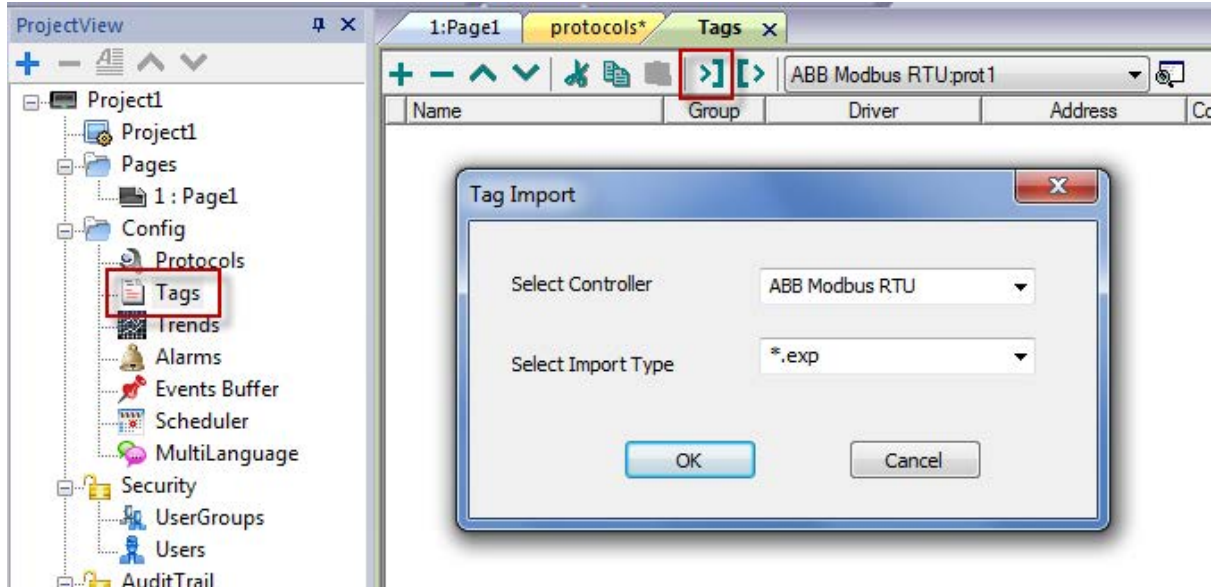 ProjectView
1:Page1
protocols*
Tags
ABB Modbus RTU:prot1
Name
Group
Driver
Address
Co
Project1
Project1
Pages
1 : Page1
Config
Protocols
Tags
Trends
Alarms
Events Buffer
Scheduler
MultiLanguage
Security
UserGroups
Users
AuditTrail
Tag Import
Select Controller
ABB Modbus RTU
Select Import Type
*.exp
OK
Cancel